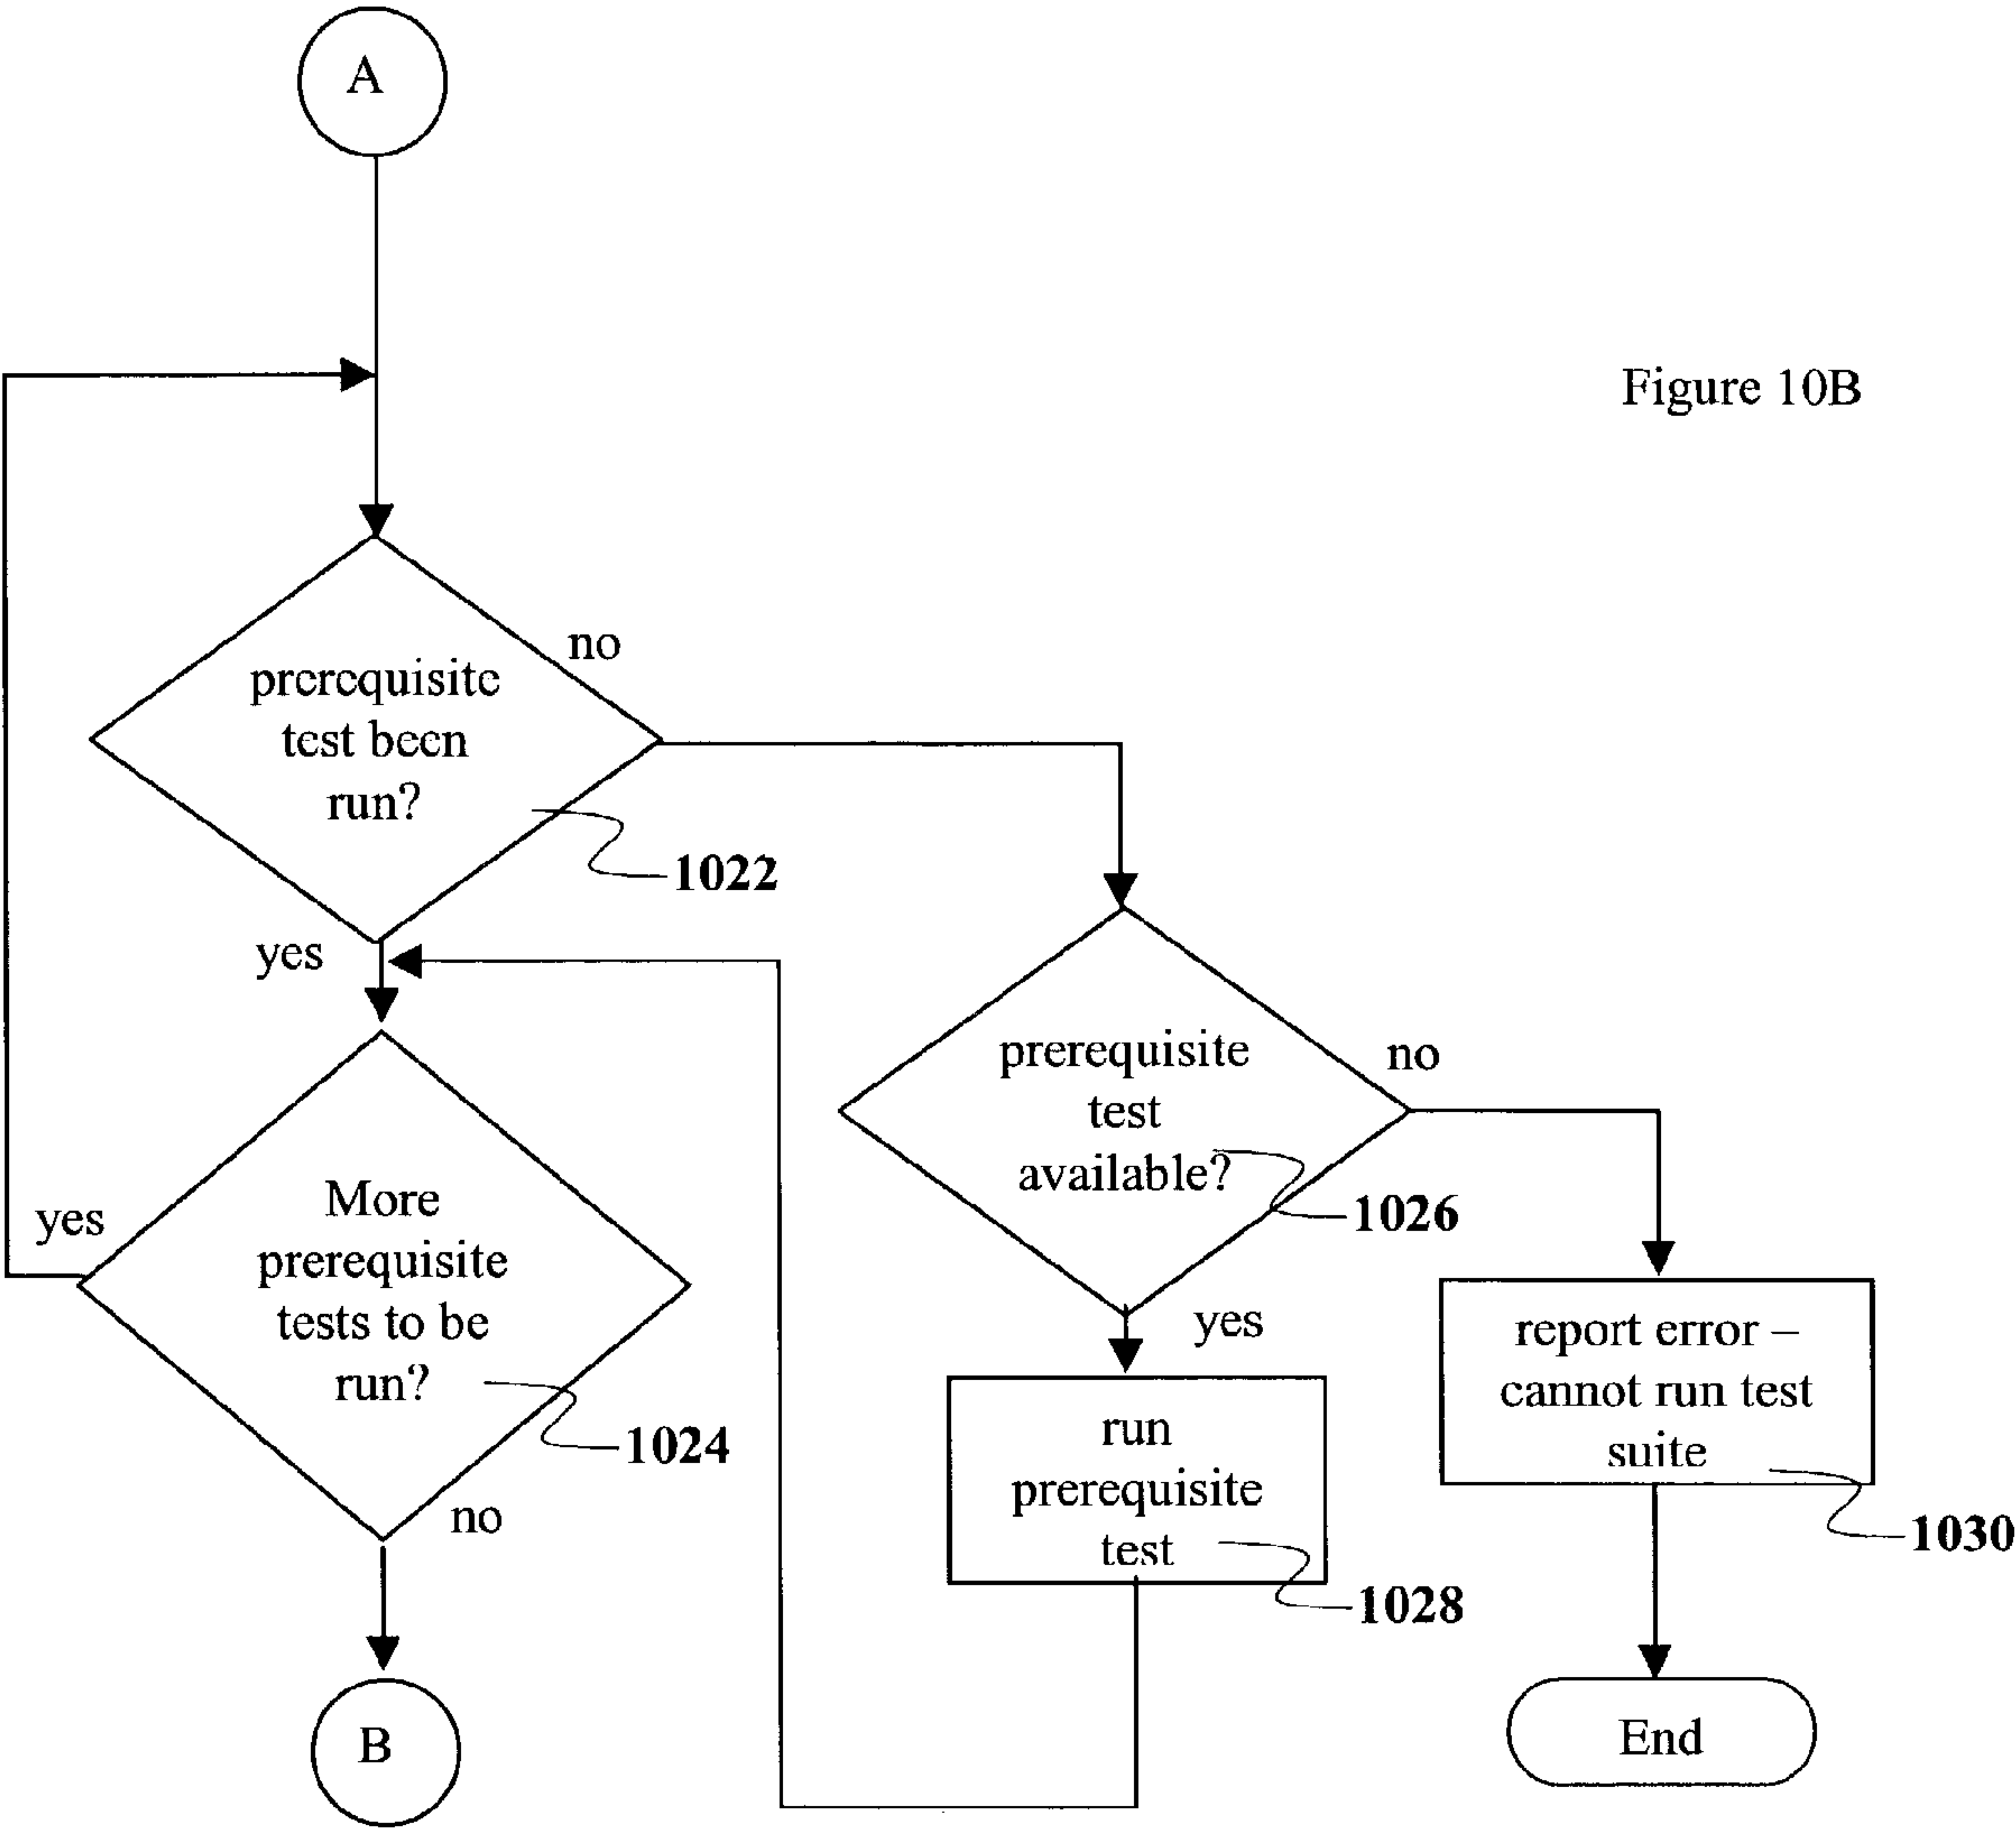 A
Figure 10B
no
prerequisite
test been
run?
1022
yes
prerequisite
test
available?
no
1026
More
prerequisite
tests to be
run?
yes
1024
no
yes
run
prerequisite
test
1028
report error –
cannot run test
suite
1030
B
End